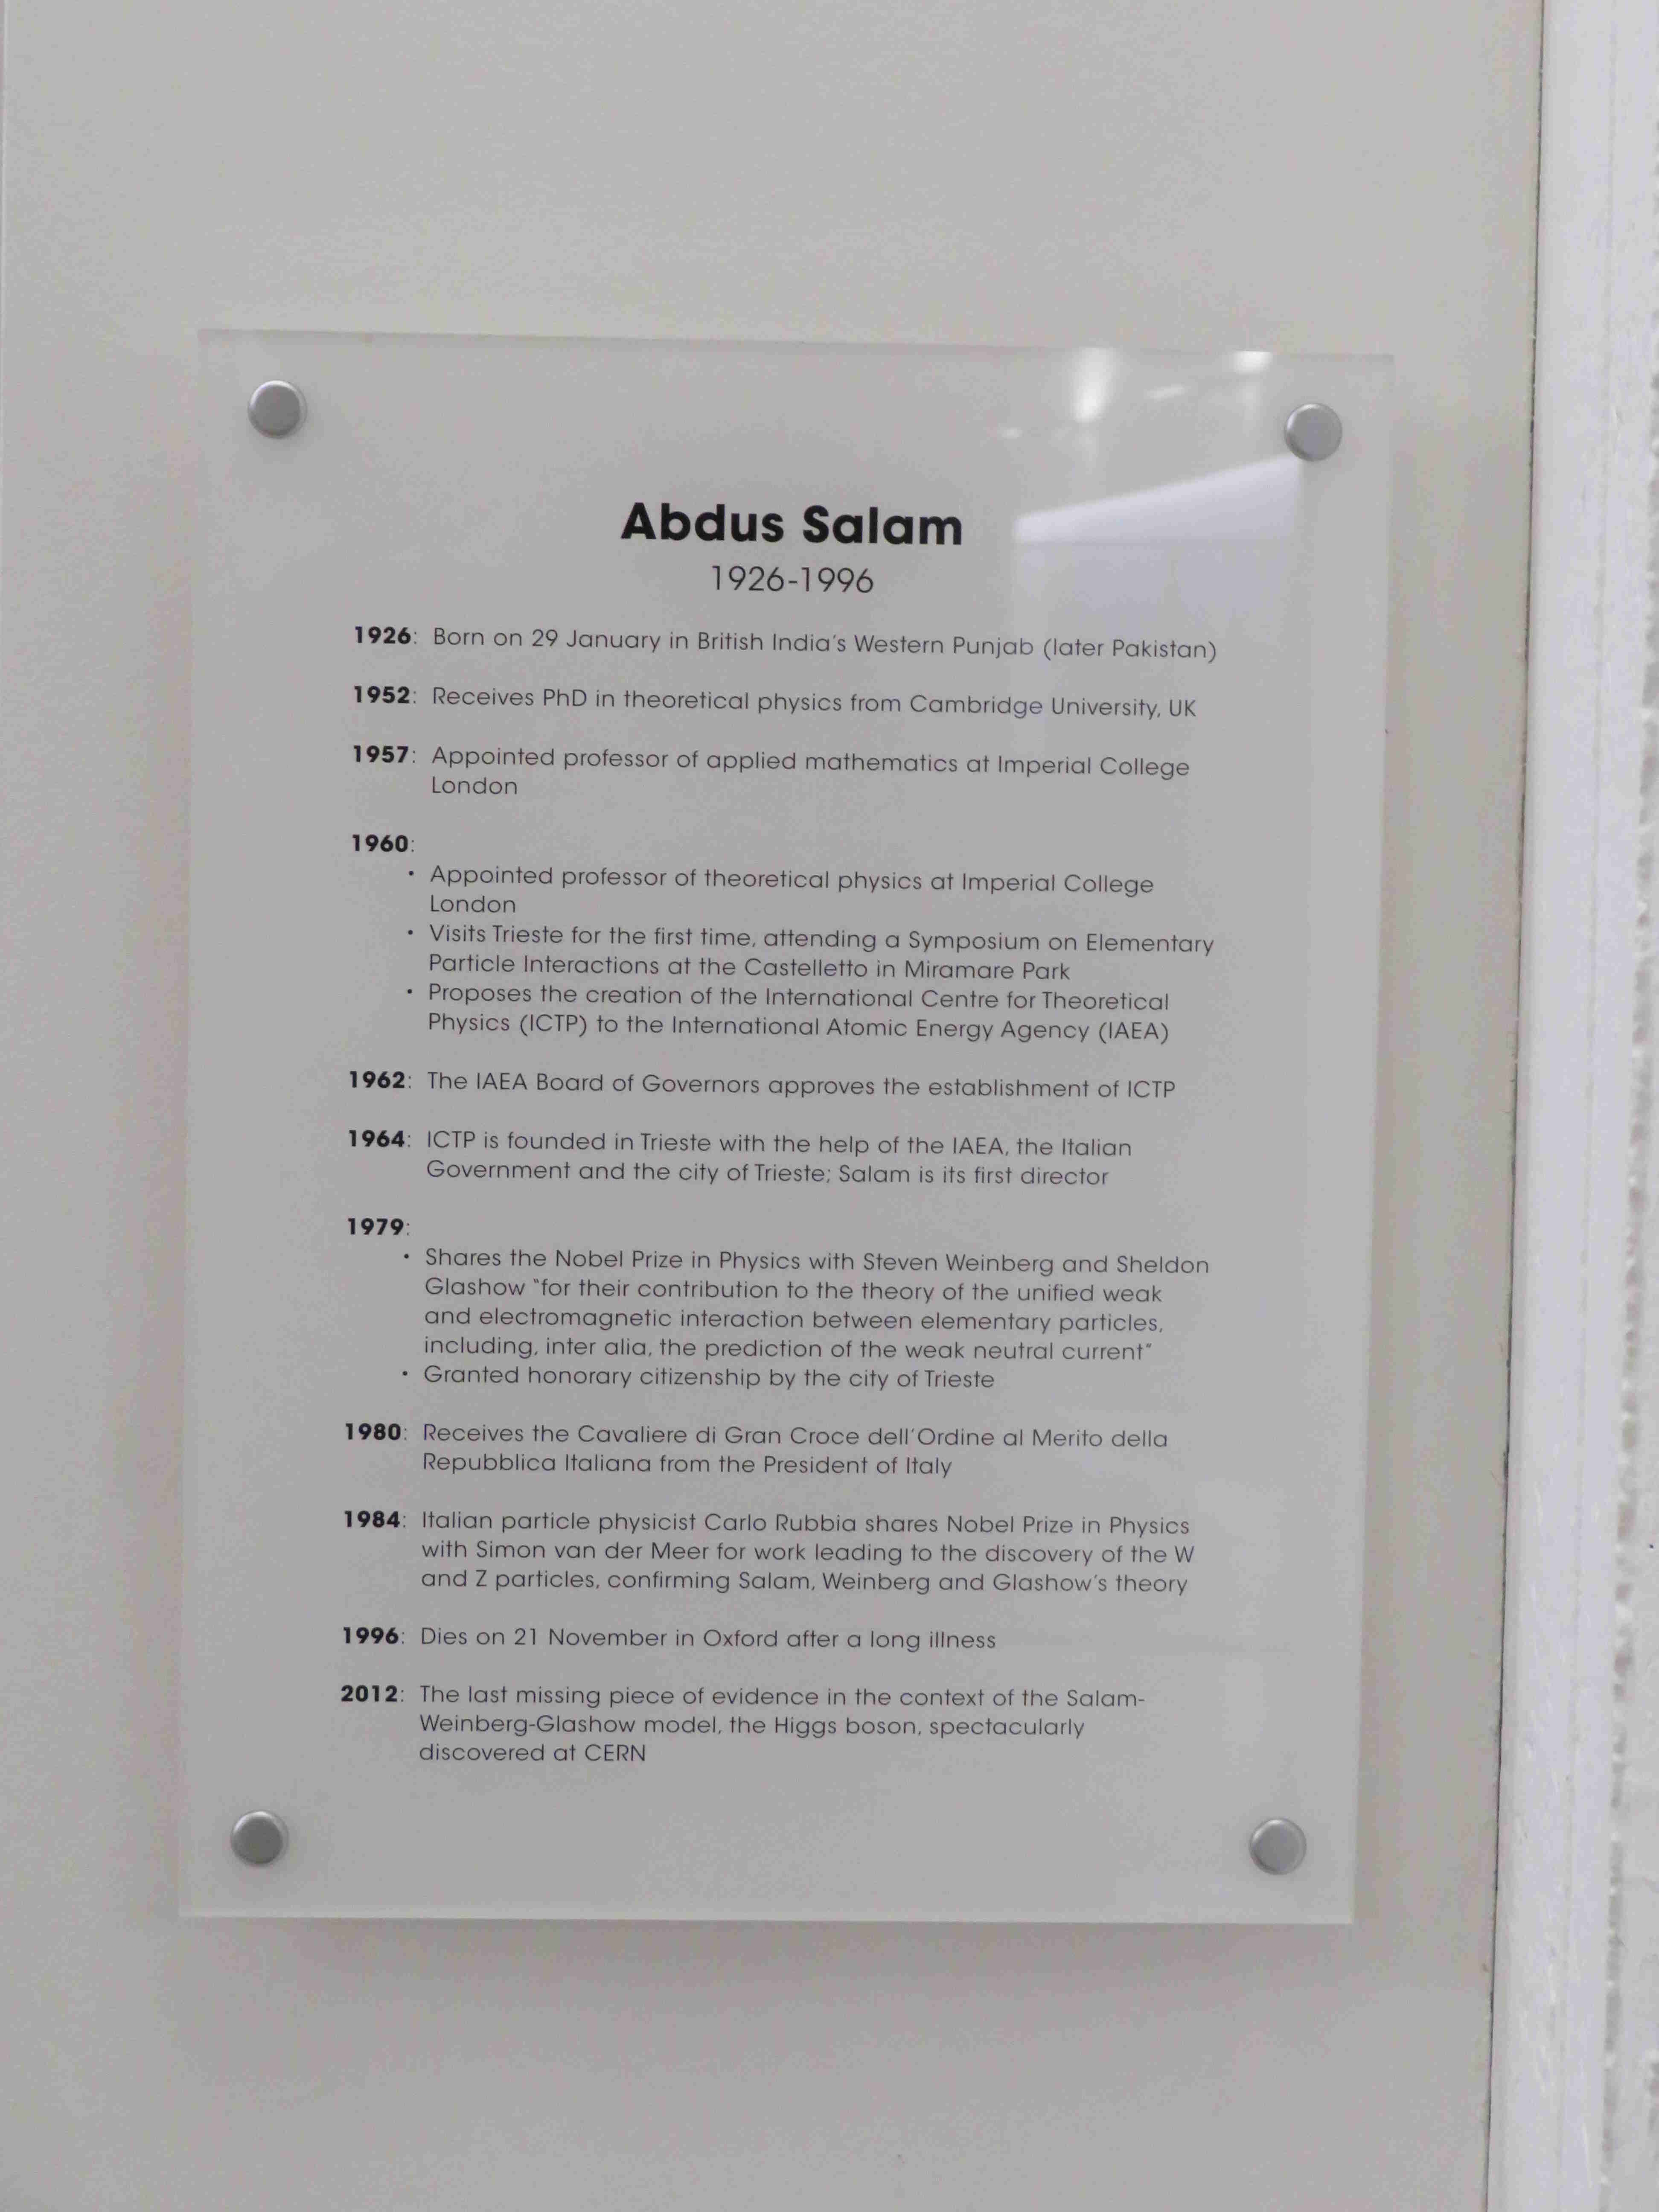 Abdus Salam
1926-1996
1926: Born on 29 January in British India's Western Punjab (later Pakistan)
1952: Receives PhD in theoretical physics from Cambridge University, UK
1957: Appointed professor of applied mathematics at Imperial College
London
1960:
• Appointed professor of theoretical physics at Imperial College
London
• Visits Trieste for the first time, attending a Symposium on Elementary
Particle Interactions at the Castelletto in Miramare Park
• Proposes the creation of the International Centre for Theoretical
Physics (ICTP) to the International Atomic Energy Agency (IAEA)
1962: The IAEA Board of Governors approves the establishment of ICTP
1964: ICTP is founded in Trieste with the help of the IAEA, the Italian
Government and the city of Trieste; Salam is its first director
1979:
• Shares the Nobel Prize in Physics with Steven Weinberg and Sheldon
Glashow "for their contribution to the theory of the unified weak
and electromagnetic interaction between elementary particles,
including, inter alia, the prediction of the weak neutral current"
• Granted honorary citizenship by the city of Trieste
1980: Receives the Cavaliere di Gran Croce dell'Ordine al Merito della
Repubblica Italiana from the President of Italy
1984: Italian particle physicist Carlo Rubbia shares Nobel Prize in Physics
with Simon van der Meer for work leading to the discovery of the W
and Z particles, confirming Salam, Weinberg and Glashow's theory
1996: Dies on 21 November in Oxford after a long illness
2012: The last missing piece of evidence in the context of the Salam-
Weinberg-Glashow model, the Higgs boson, spectacularly
discovered at CERN